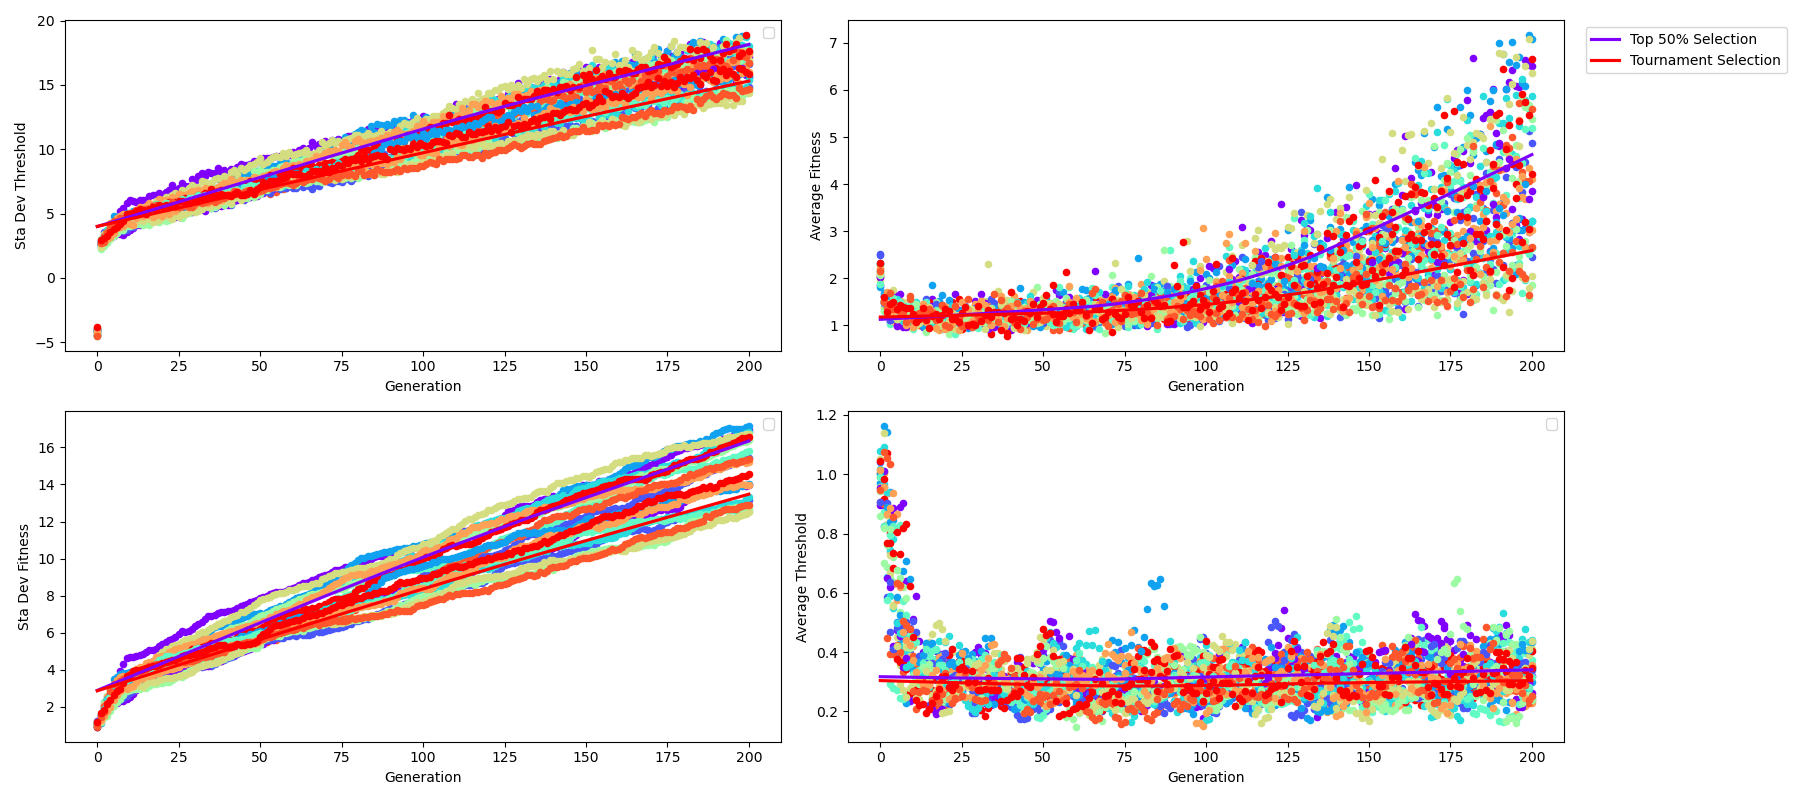 20
15
10
5
0
−5
Sta Dev Threshold
0 25 50 75 100 125 150 175 200
Generation
7
6
5
4
3
2
1
Average Fitness
0 25 50 75 100 125 150 175 200
Generation
Top 50% Selection
Tournament Selection
16
14
12
10
8
6
4
2
Sta Dev Fitness
0 25 50 75 100 125 150 175 200
Generation
1.2
1.0
0.8
0.6
0.4
0.2
Average Threshold
0 25 50 75 100 125 150 175 200
Generation